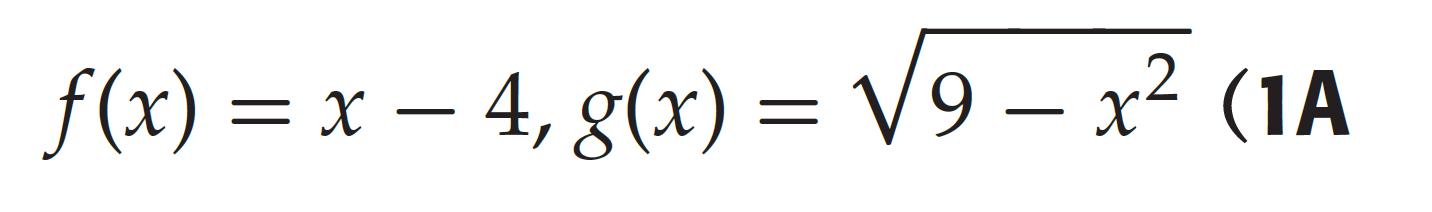 f(x) = x − 4, g(x) = √(9 − x²) (1A